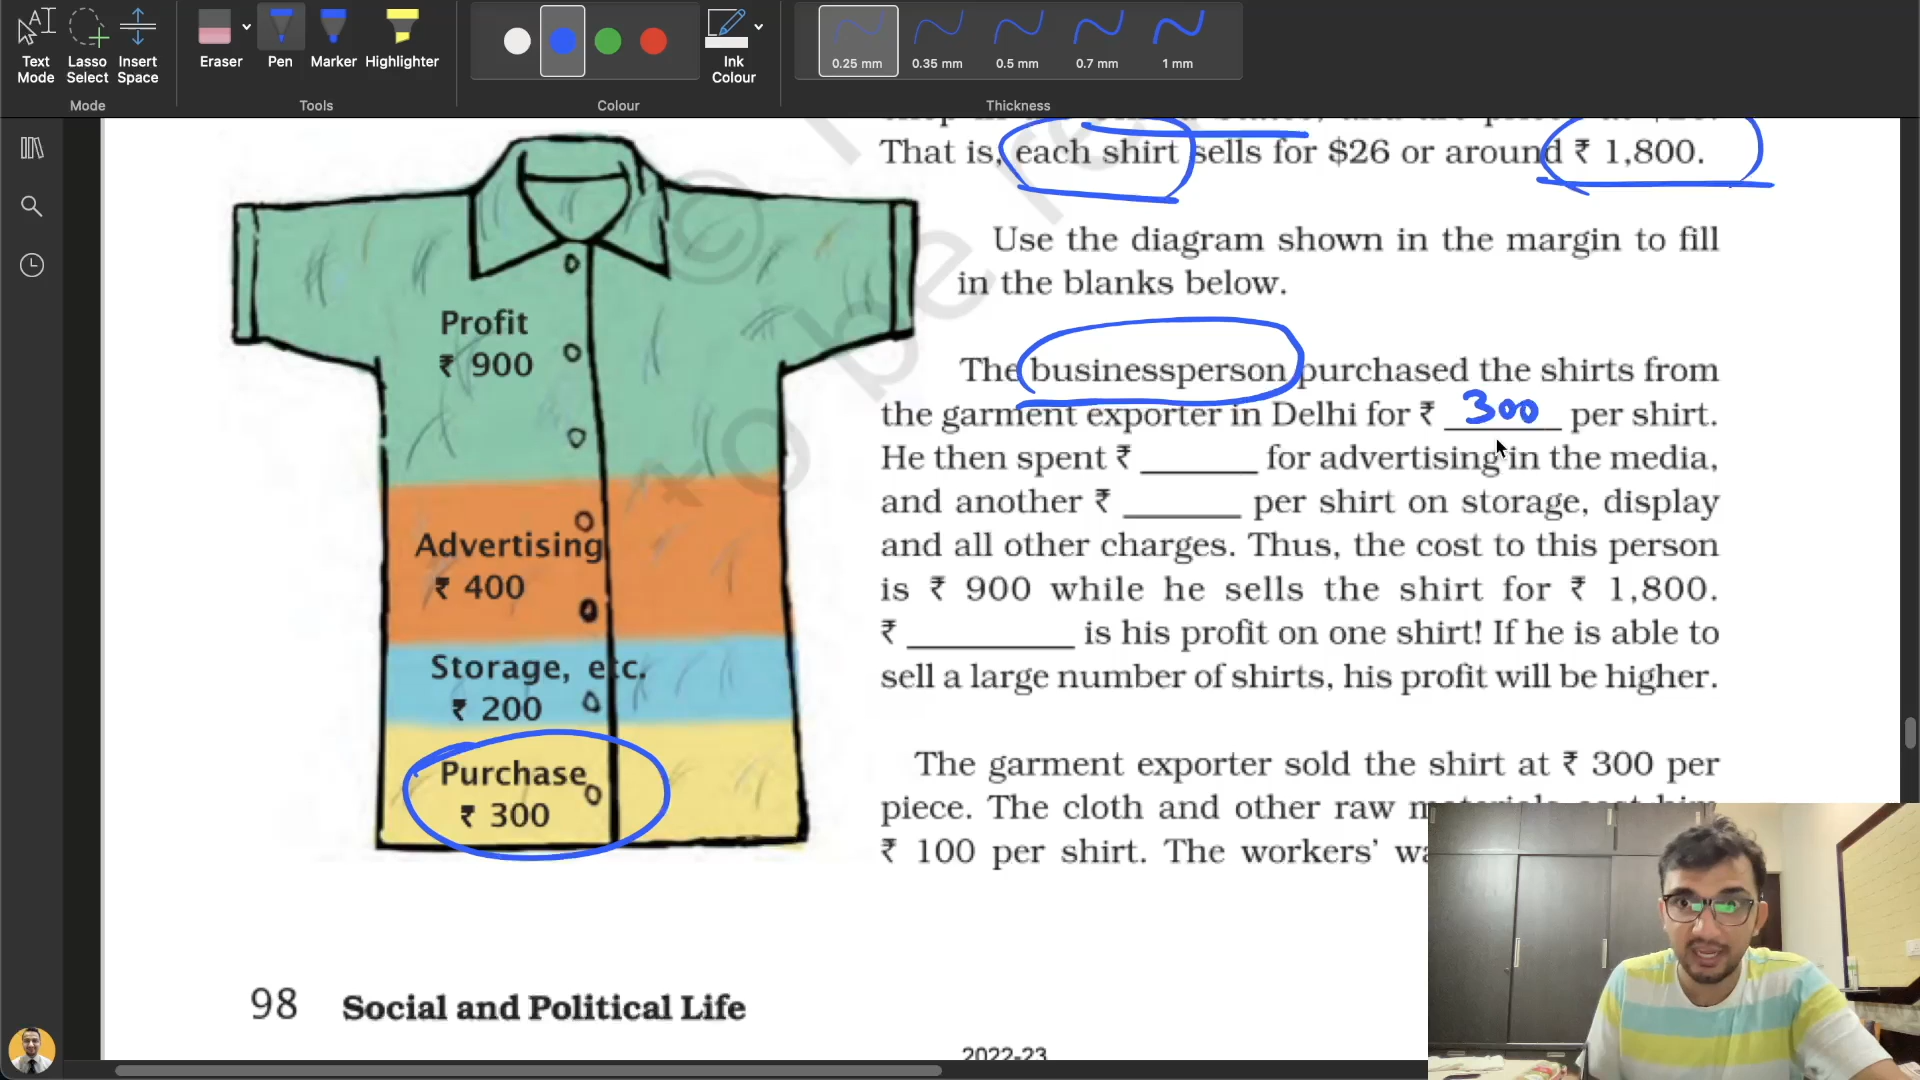 Text Mode
Lasso Select
Insert Space
Eraser
Pen
Marker
Highlighter
Ink Colour
0.25 mm
0.35 mm
0.5 mm
0.7 mm
1 mm
Mode
Tools
Colour
Thickness
That is, each shirt sells for $26 or around ₹ 1,800.
Use the diagram shown in the margin to fill
in the blanks below.
The businessperson purchased the shirts from
the garment exporter in Delhi for ₹ 300 per shirt.
He then spent ₹ _______ for advertising in the media,
and another ₹ _______ per shirt on storage, display
and all other charges. Thus, the cost to this person
is ₹ 900 while he sells the shirt for ₹ 1,800.
₹ __________ is his profit on one shirt! If he is able to
sell a large number of shirts, his profit will be higher.
The garment exporter sold the shirt at ₹ 300 per
piece. The cloth and other raw
₹ 100 per shirt. The workers'
Profit
₹ 900
Advertising
₹ 400
Storage, etc.
₹ 200
Purchase
₹ 300
98 Social and Political Life
2022-23
© to be re